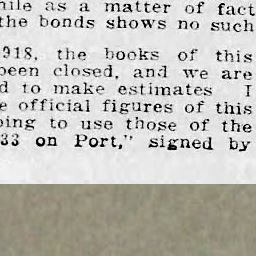 hile as a matter of fact
the bonds shows no such
918, the books of this
been closed, and we are
d to make estimates I
e official figures of this
oing to use those of the
33 on Port," signed by